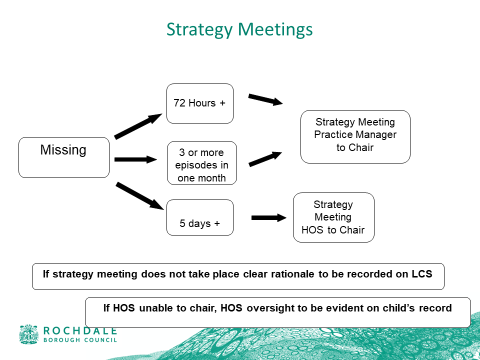 Strategy Meetings
72 Hours +
Strategy Meeting
Practice Manager
to Chair
Missing
3 or more
episodes in
one month
5 days +
Strategy
Meeting
HOS to Chair
If strategy meeting does not take place clear rationale to be recorded on LCS
If HOS unable to chair, HOS oversight to be evident on child's record
ROCHDALE
BOROUGH COUNCIL